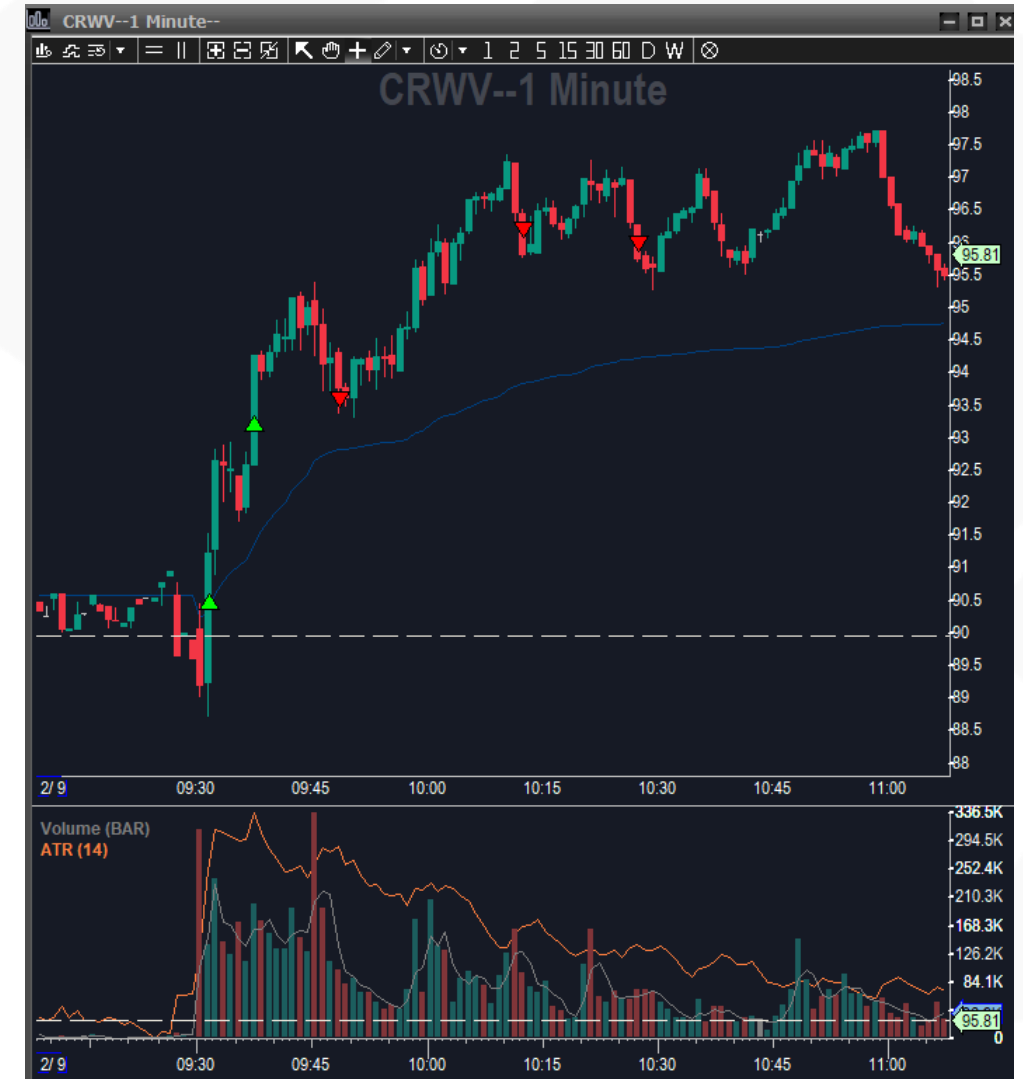 CRWV--1 Minute--
1 2 5 15 30 60 D W
CRWV--1 Minute
98.5
98
97.5
97
96.5
96
95.81
95.5
95
94.5
94
93.5
93
92.5
92
91.5
91
90.5
90
89.5
89
88.5
88
2/9 09:30 09:45 10:00 10:15 10:30 10:45 11:00
Volume (BAR)
ATR (14)
336.5K
294.5K
252.4K
210.3K
168.3K
126.2K
84.1K
95.81
0
2/9 09:30 09:45 10:00 10:15 10:30 10:45 11:00